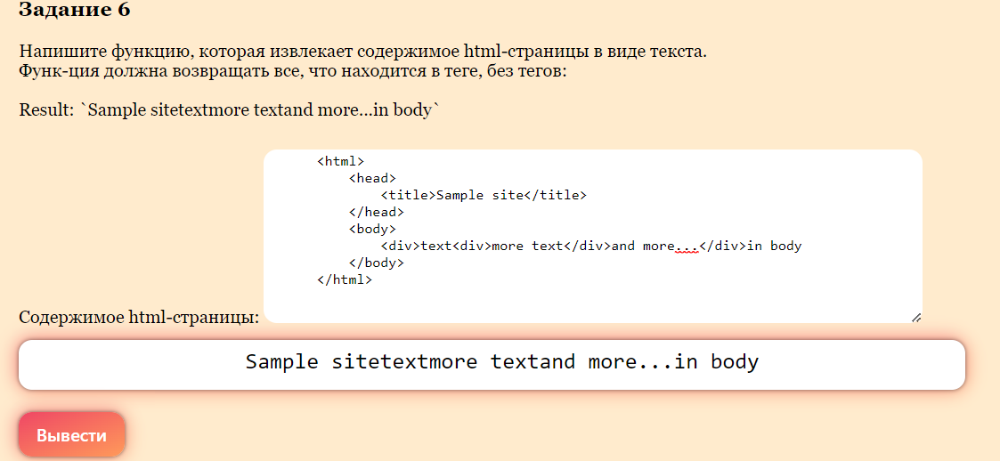 Задание 6
Напишите функцию, которая извлекает содержимое html-страницы в виде текста.
Функ-ция должна возвращать все, что находится в теге, без тегов:
Result: `Sample sitetextmore textand more...in body`
<html>
<head>
<title>Sample site</title>
</head>
<body>
<div>text<div>more text</div>and more...</div>in body
</body>
</html>
Содержимое html-страницы:
Sample sitetextmore textand more...in body
Вывести